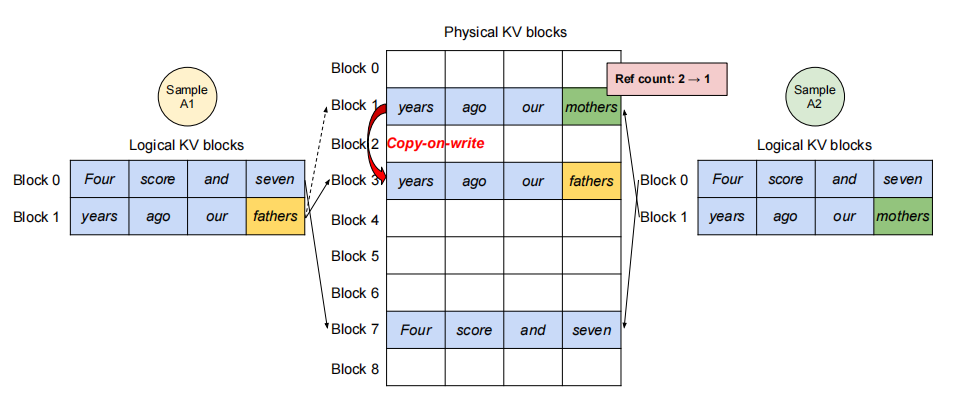 Physical KV blocks
Block 0
Ref count: 2 → 1
Sample
A1
Sample
A2
Block 1 years ago our mothers
Logical KV blocks
Block 2 Copy-on-write
Logical KV blocks
Block 0 Four score and seven
Block 3 years ago our fathers
Block 0 Four score and seven
Block 1 years ago our fathers
Block 4
Block 1 years ago our mothers
Block 5
Block 6
Block 7 Four score and seven
Block 8